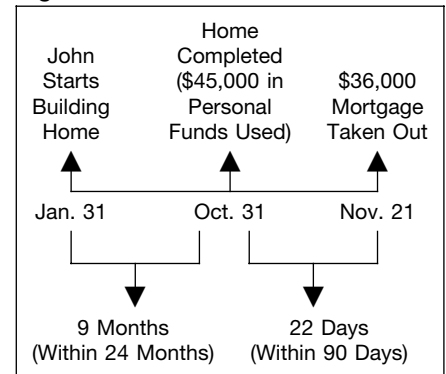 John
Starts
Building
Home
Home
Completed
($45,000 in
Personal
Funds Used)
$36,000
Mortgage
Taken Out
Jan. 31
Oct. 31
Nov. 21
9 Months
(Within 24 Months)
22 Days
(Within 90 Days)